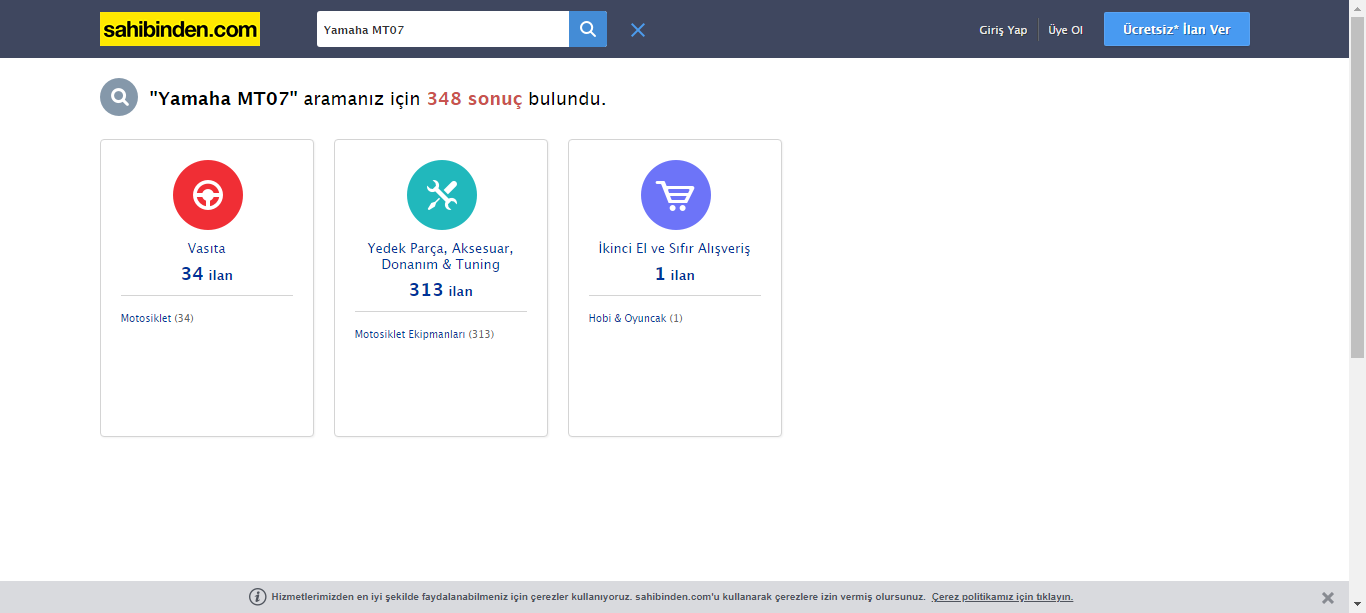 sahibinden.com
Yamaha MT07
Giriş Yap
Üye Ol
Ücretsiz* İlan Ver
"Yamaha MT07" aramanız için 348 sonuç bulundu.
Vasıta
34 ilan
Motosiklet (34)
Yedek Parça, Aksesuar,
Donanım & Tuning
313 ilan
Motosiklet Ekipmanları (313)
İkinci El ve Sıfır Alışveriş
1 ilan
Hobi & Oyuncak (1)
Hizmetlerimizden en iyi şekilde faydalanabilmeniz için çerezler kullanıyoruz. sahibinden.com'u kullanarak çerezlere izin vermiş olursunuz. Çerez politikamız için tıklayın.